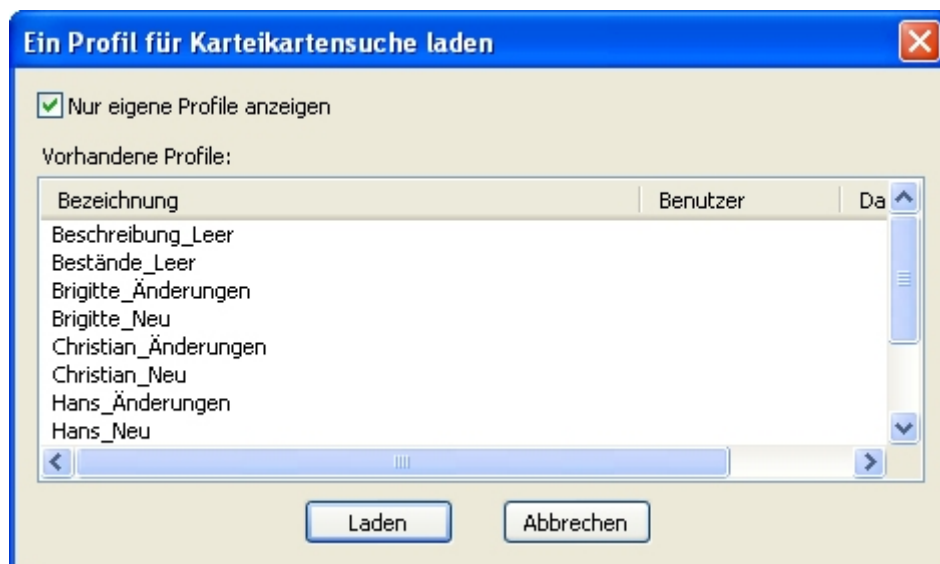 Ein Profil für Karteikartensuche laden
Nur eigene Profile anzeigen
Vorhandene Profile:
Bezeichnung Benutzer Da
Beschreibung_Leer
Bestände_Leer
Brigitte_Änderungen
Brigitte_Neu
Christian_Änderungen
Christian_Neu
Hans_Änderungen
Hans_Neu
Laden Abbrechen